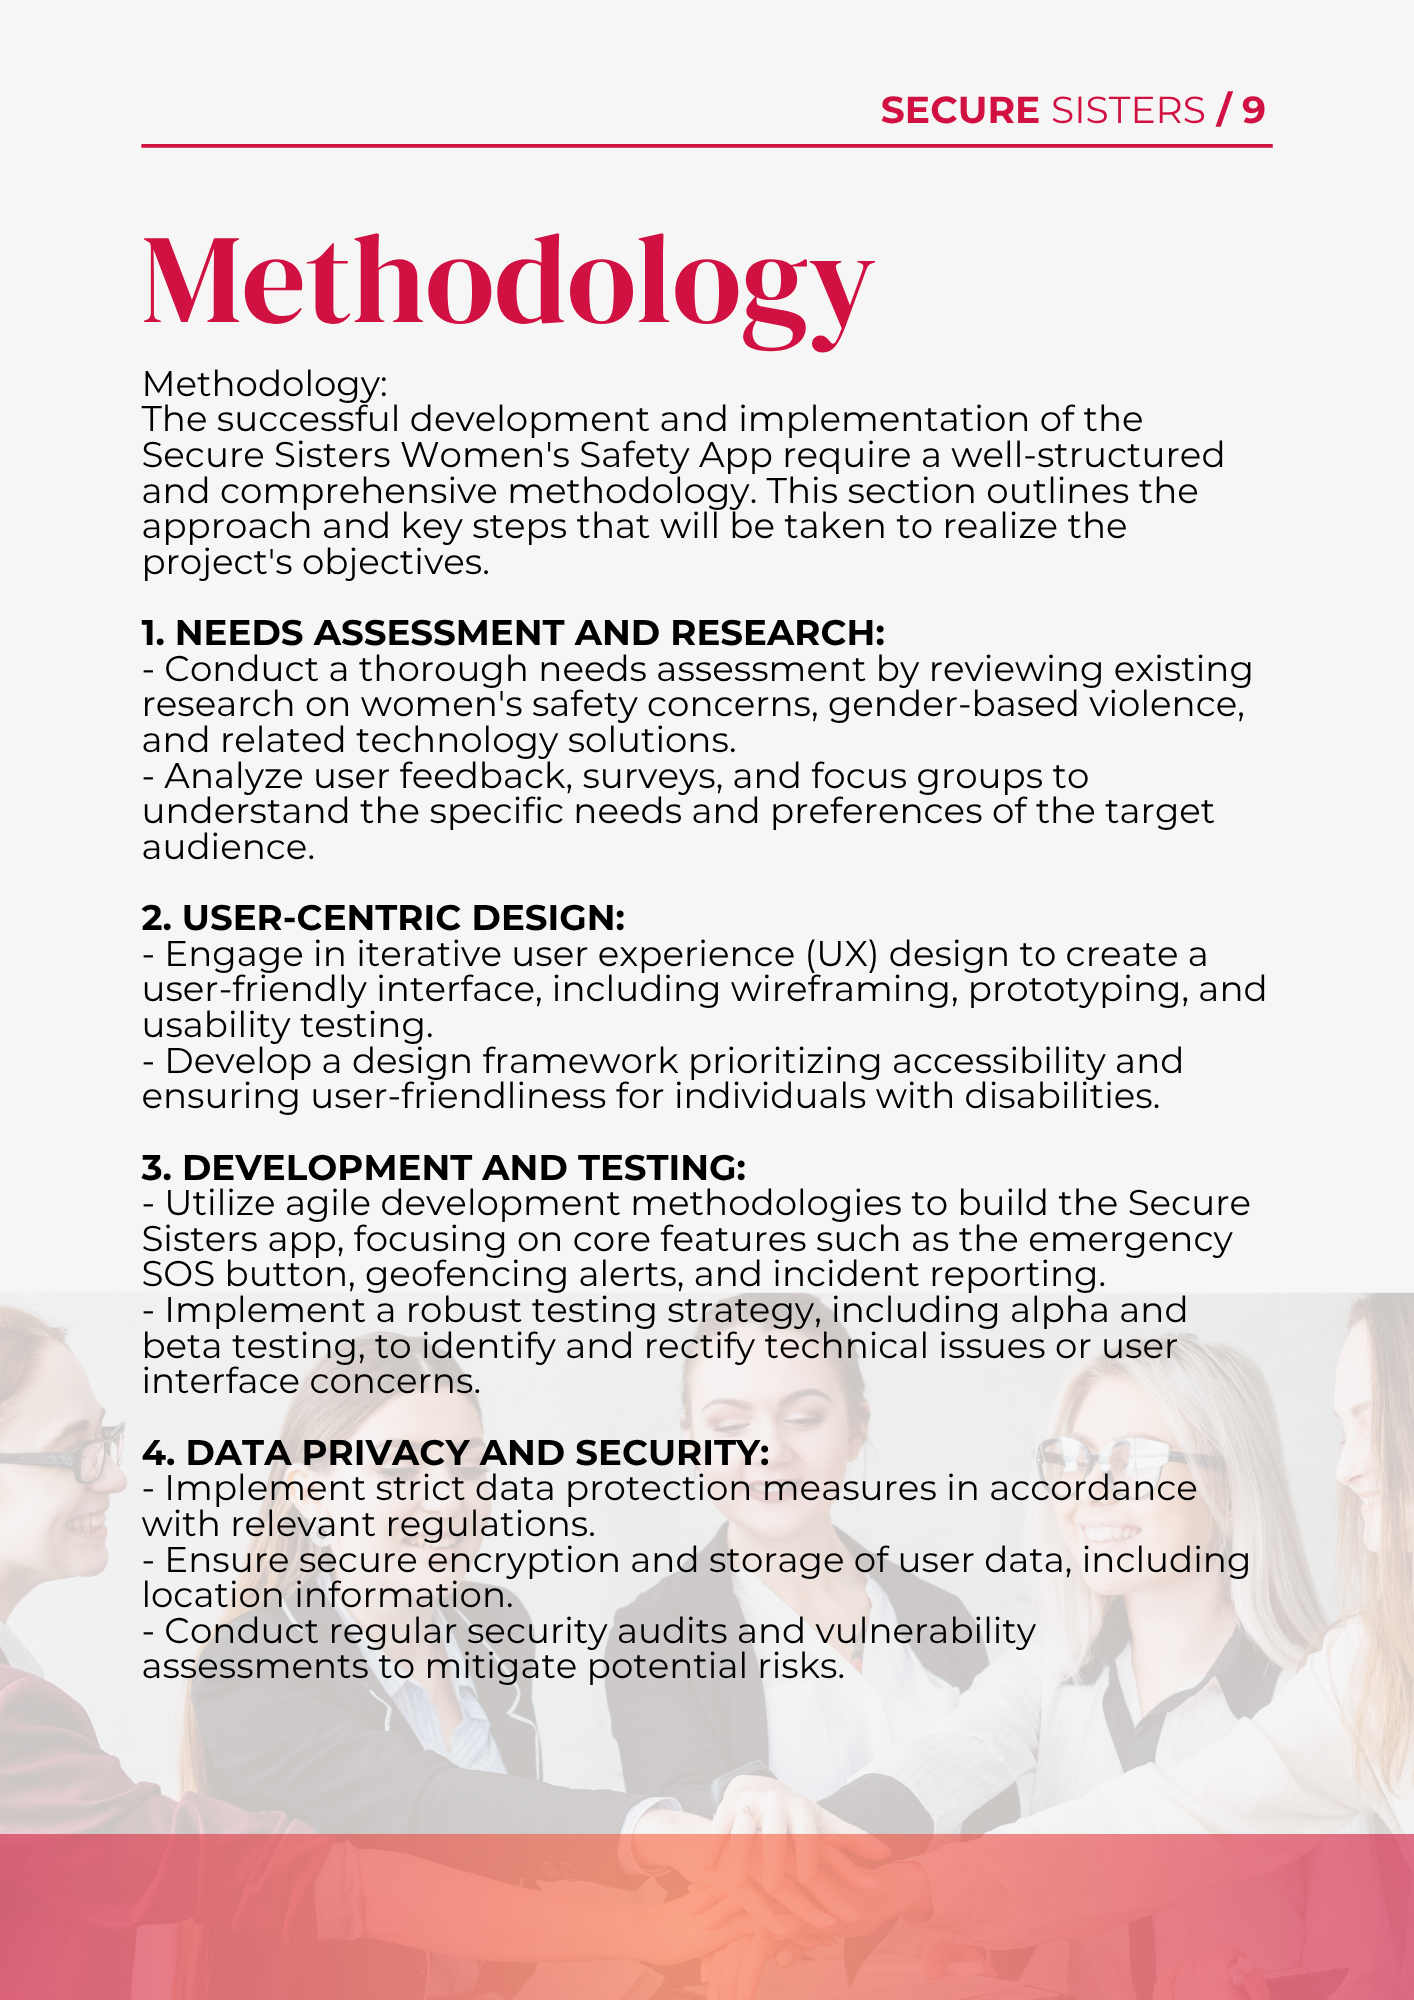 SECURE SISTERS / 9
Methodology
Methodology:
The successful development and implementation of the
Secure Sisters Women's Safety App require a well-structured
and comprehensive methodology. This section outlines the
approach and key steps that will be taken to realize the
project's objectives.
1. NEEDS ASSESSMENT AND RESEARCH:
- Conduct a thorough needs assessment by reviewing existing
research on women's safety concerns, gender-based violence,
and related technology solutions.
- Analyze user feedback, surveys, and focus groups to
understand the specific needs and preferences of the target
audience.
2. USER-CENTRIC DESIGN:
- Engage in iterative user experience (UX) design to create a
user-friendly interface, including wireframing, prototyping, and
usability testing.
- Develop a design framework prioritizing accessibility and
ensuring user-friendliness for individuals with disabilities.
3. DEVELOPMENT AND TESTING:
- Utilize agile development methodologies to build the Secure
Sisters app, focusing on core features such as the emergency
SOS button, geofencing alerts, and incident reporting.
- Implement a robust testing strategy, including alpha and
beta testing, to identify and rectify technical issues or user
interface concerns.
4. DATA PRIVACY AND SECURITY:
- Implement strict data protection measures in accordance
with relevant regulations.
- Ensure secure encryption and storage of user data, including
location information.
- Conduct regular security audits and vulnerability
assessments to mitigate potential risks.